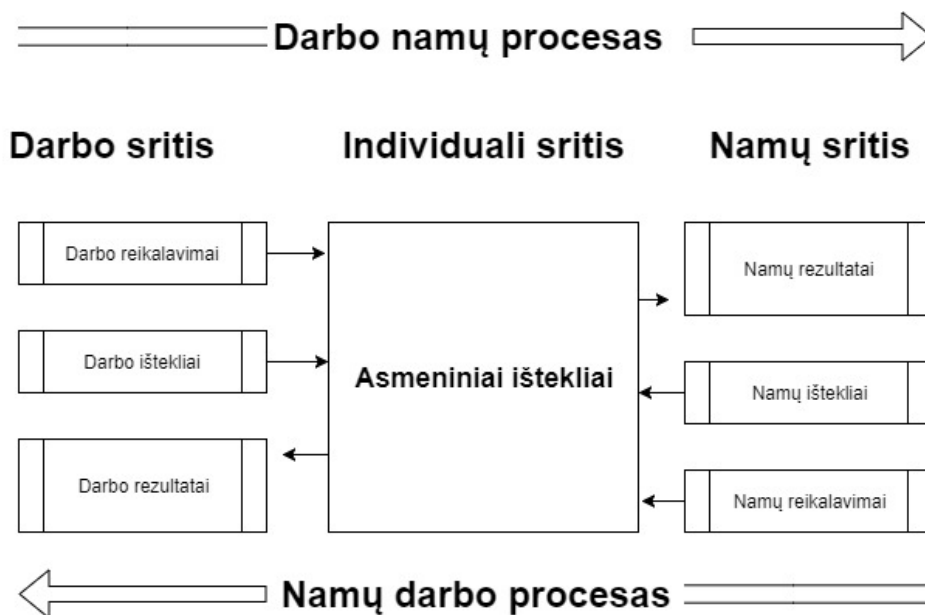 Darbo namų procesas
Darbo sritis
Individuali sritis
Namų sritis
Darbo reikalavimai
Darbo ištekliai
Darbo rezultatai
Asmeniniai ištekliai
Namų rezultatai
Namų ištekliai
Namų reikalavimai
Namų darbo procesas